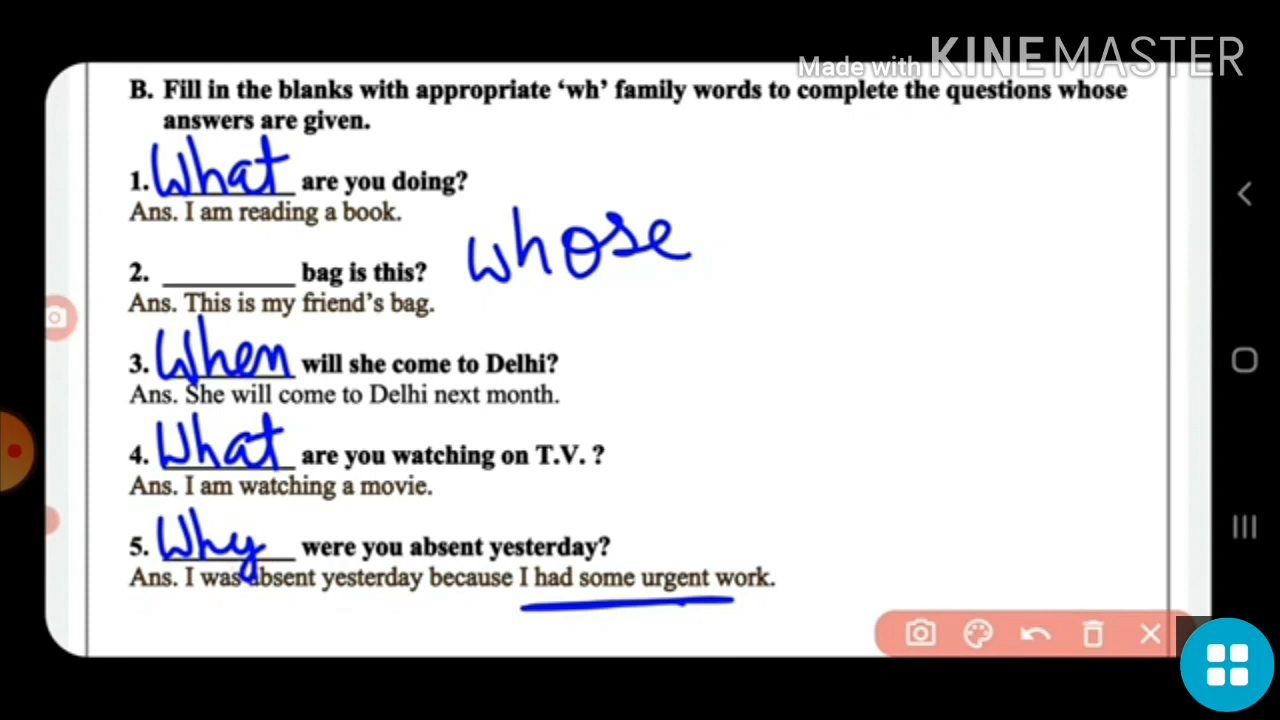 Made with KINEMASTER
B. Fill in the blanks with appropriate ‘wh’ family words to complete the questions whose
answers are given.
1. What are you doing?
Ans. I am reading a book.
whose
2. __________ bag is this?
Ans. This is my friend’s bag.
3. When will she come to Delhi?
Ans. She will come to Delhi next month.
4. What are you watching on T.V. ?
Ans. I am watching a movie.
5. Why were you absent yesterday?
Ans. I was absent yesterday because I had some urgent work.